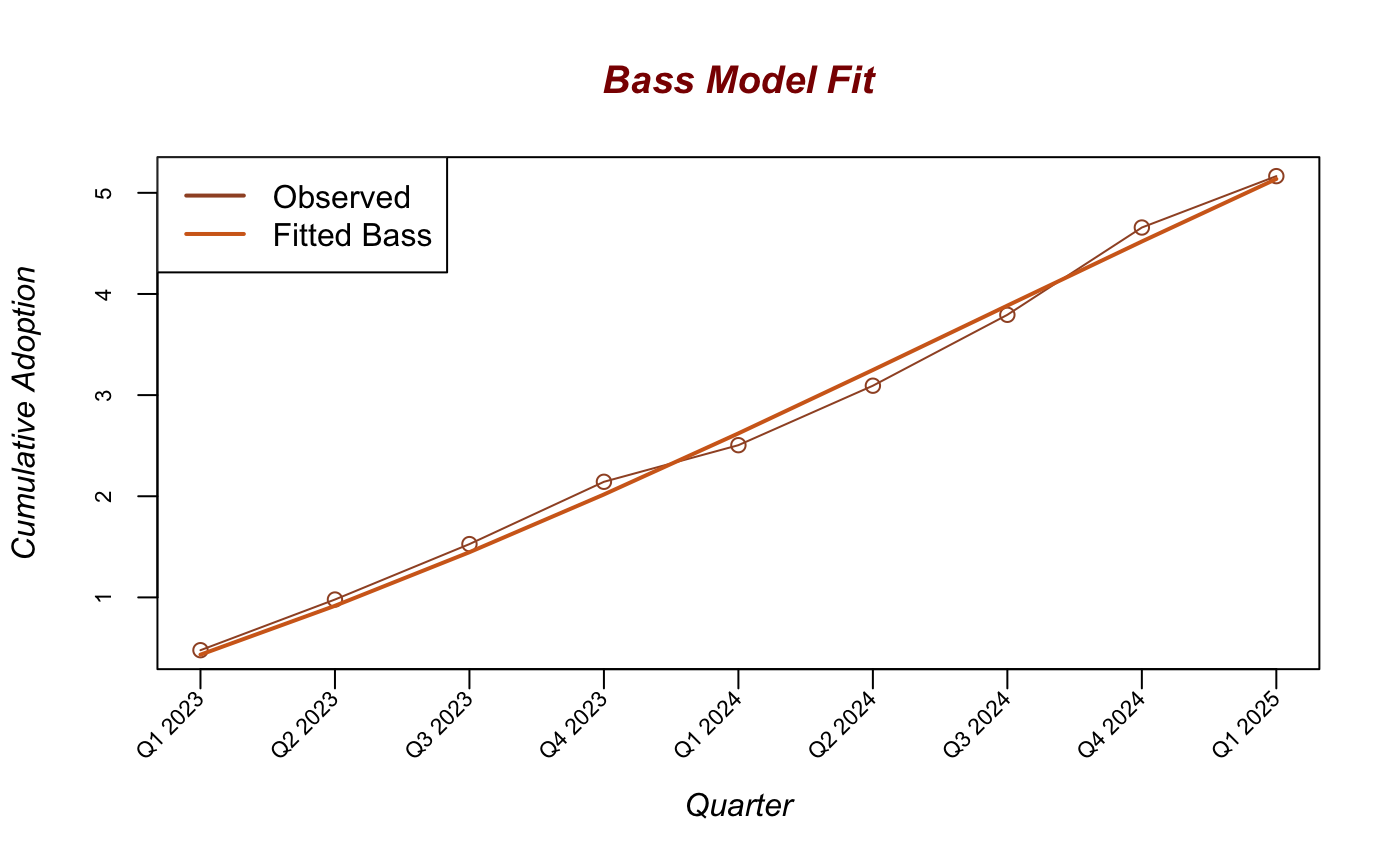 Bass Model Fit
Observed
Fitted Bass
Cumulative Adoption
5
4
3
2
1
Q1 2023
Q2 2023
Q3 2023
Q4 2023
Q1 2024
Q2 2024
Q3 2024
Q4 2024
Q1 2025
Quarter